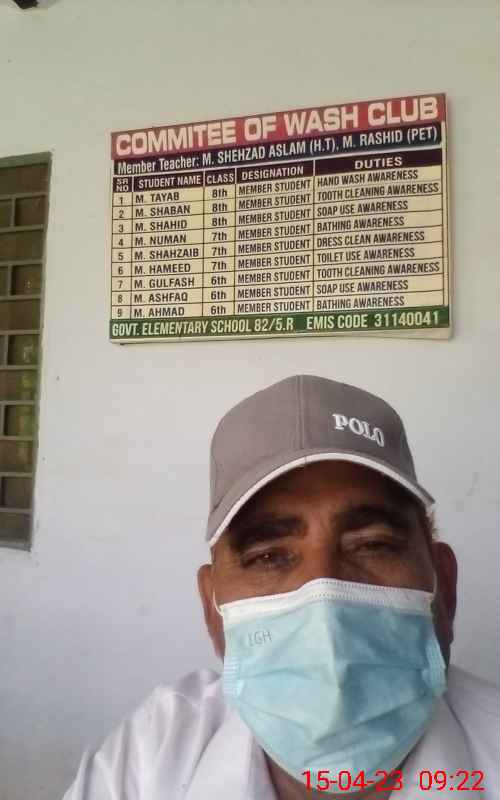 COMMITEE OF WASH CLUB
Member Teacher: M. SHEHZAD ASLAM (H.T), M. RASHID (PET)
SR NO STUDENT NAME CLASS DESIGNATION DUTIES
1 M. TAYAB 8th MEMBER STUDENT HAND WASH AWARENESS
2 M. SHABAN 8th MEMBER STUDENT TOOTH CLEANING AWARENESS
3 M. SHAHID 8th MEMBER STUDENT SOAP USE AWARENESS
4 M. NUMAN 7th MEMBER STUDENT BATHING AWARENESS
5 M. SHAHZAIB 7th MEMBER STUDENT DRESS CLEAN AWARENESS
6 M. HAMEED 7th MEMBER STUDENT TOILET USE AWARENESS
7 M. GULFASH 6th MEMBER STUDENT TOOTH CLEANING AWARENESS
8 M. ASHFAQ 6th MEMBER STUDENT SOAP USE AWARENESS
9 M. AHMAD 6th MEMBER STUDENT BATHING AWARENESS
GOVT. ELEMENTARY SCHOOL 82/5.R EMIS CODE 31140041
POLO
LGH
15-04-23 09:22